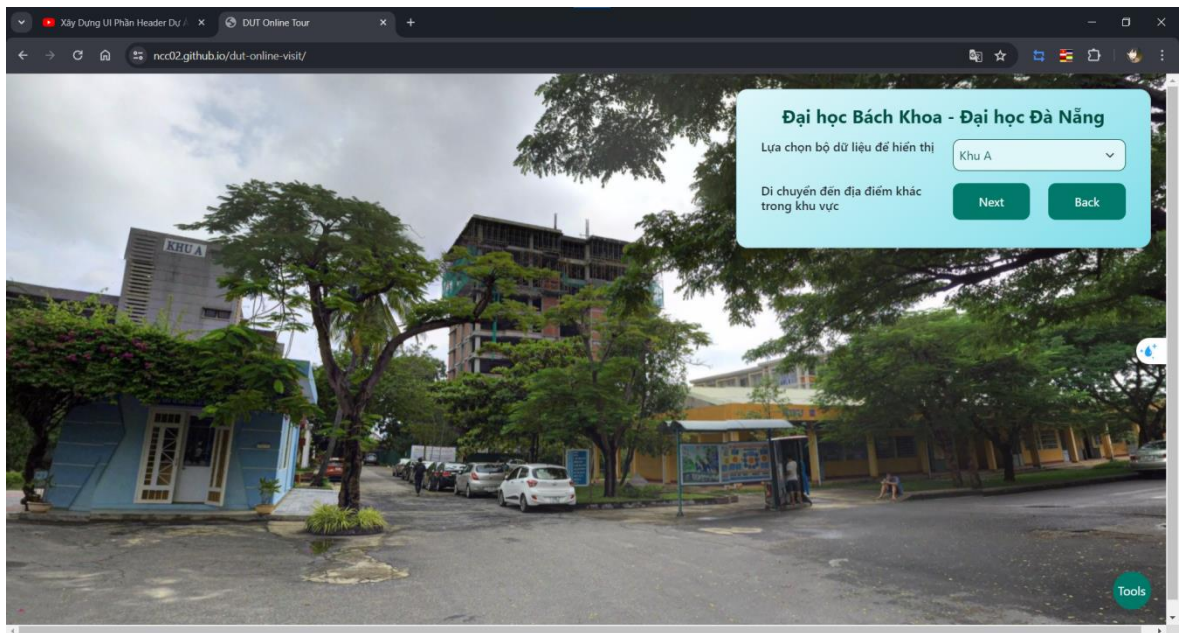 Xây Dựng UI Phần Header Dự Á
DUT Online Tour
ncc02.github.io/dut-online-visit/
Đại học Bách Khoa - Đại học Đà Nẵng
Lựa chọn bộ dữ liệu để hiển thị
Khu A
Di chuyển đến địa điểm khác
trong khu vực
Next
Back
KHU A
Tools